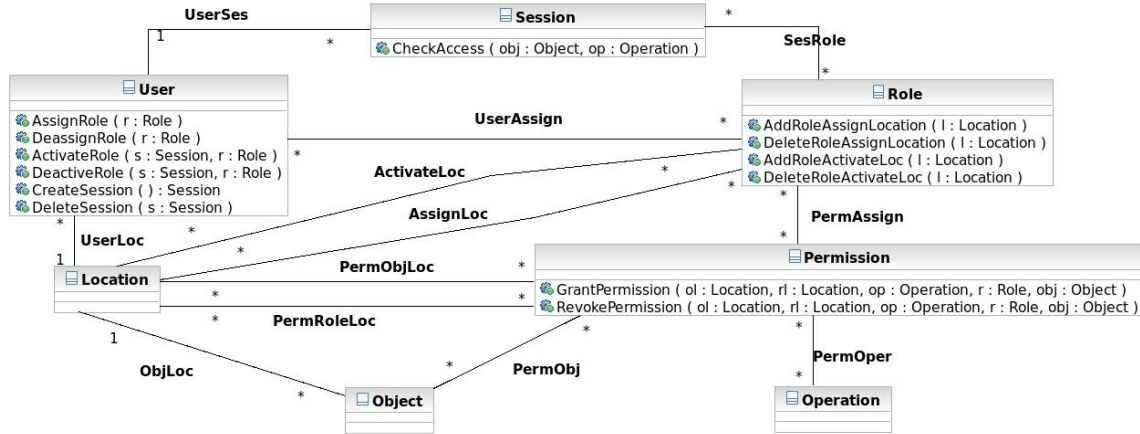 UserSes
*
Session
1
*
CheckAccess ( obj : Object, op : Operation )
SesRole
*
User
Role
AssignRole ( r : Role )
DeassignRole ( r : Role )
ActivateRole ( s : Session, r : Role )
DeactiveRole ( s : Session, r : Role )
CreateSession ( ) : Session
DeleteSession ( s : Session )
UserAssign
*
*
AddRoleAssignLocation ( l : Location )
DeleteRoleAssignLocation ( l : Location )
AddRoleActivateLoc ( l : Location )
DeleteRoleActivateLoc ( l : Location )
ActivateLoc
*
*
AssignLoc
*
*
*
PermAssign
*
*
UserLoc
1
Location
PermObjLoc
*
*
Permission
GrantPermission ( ol : Location, rl : Location, op : Operation, r : Role, obj : Object )
RevokePermission ( ol : Location, rl : Location, op : Operation, r : Role, obj : Object )
*
*
PermRoleLoc
1
ObjLoc
*
*
PermObj
*
*
PermOper
*
Object
Operation